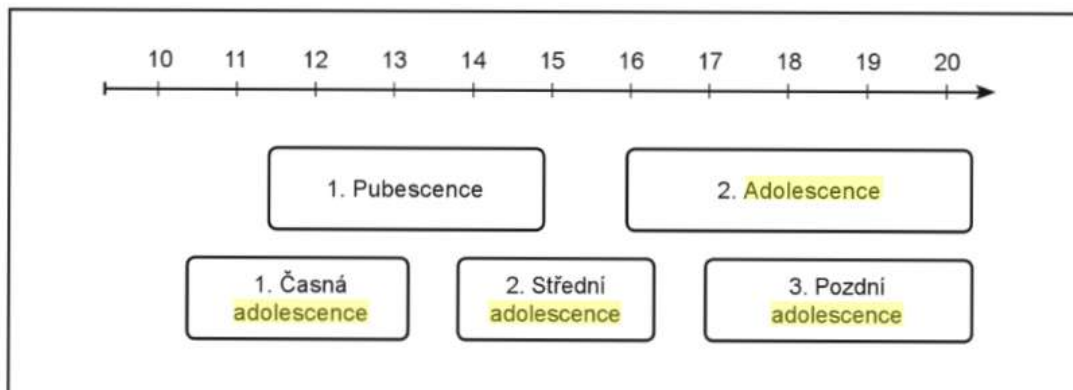 10 11 12 13 14 15 16 17 18 19 20
1. Pubescence 2. Adolescence
1. Časná 2. Střední 3. Pozdní
adolescence adolescence adolescence